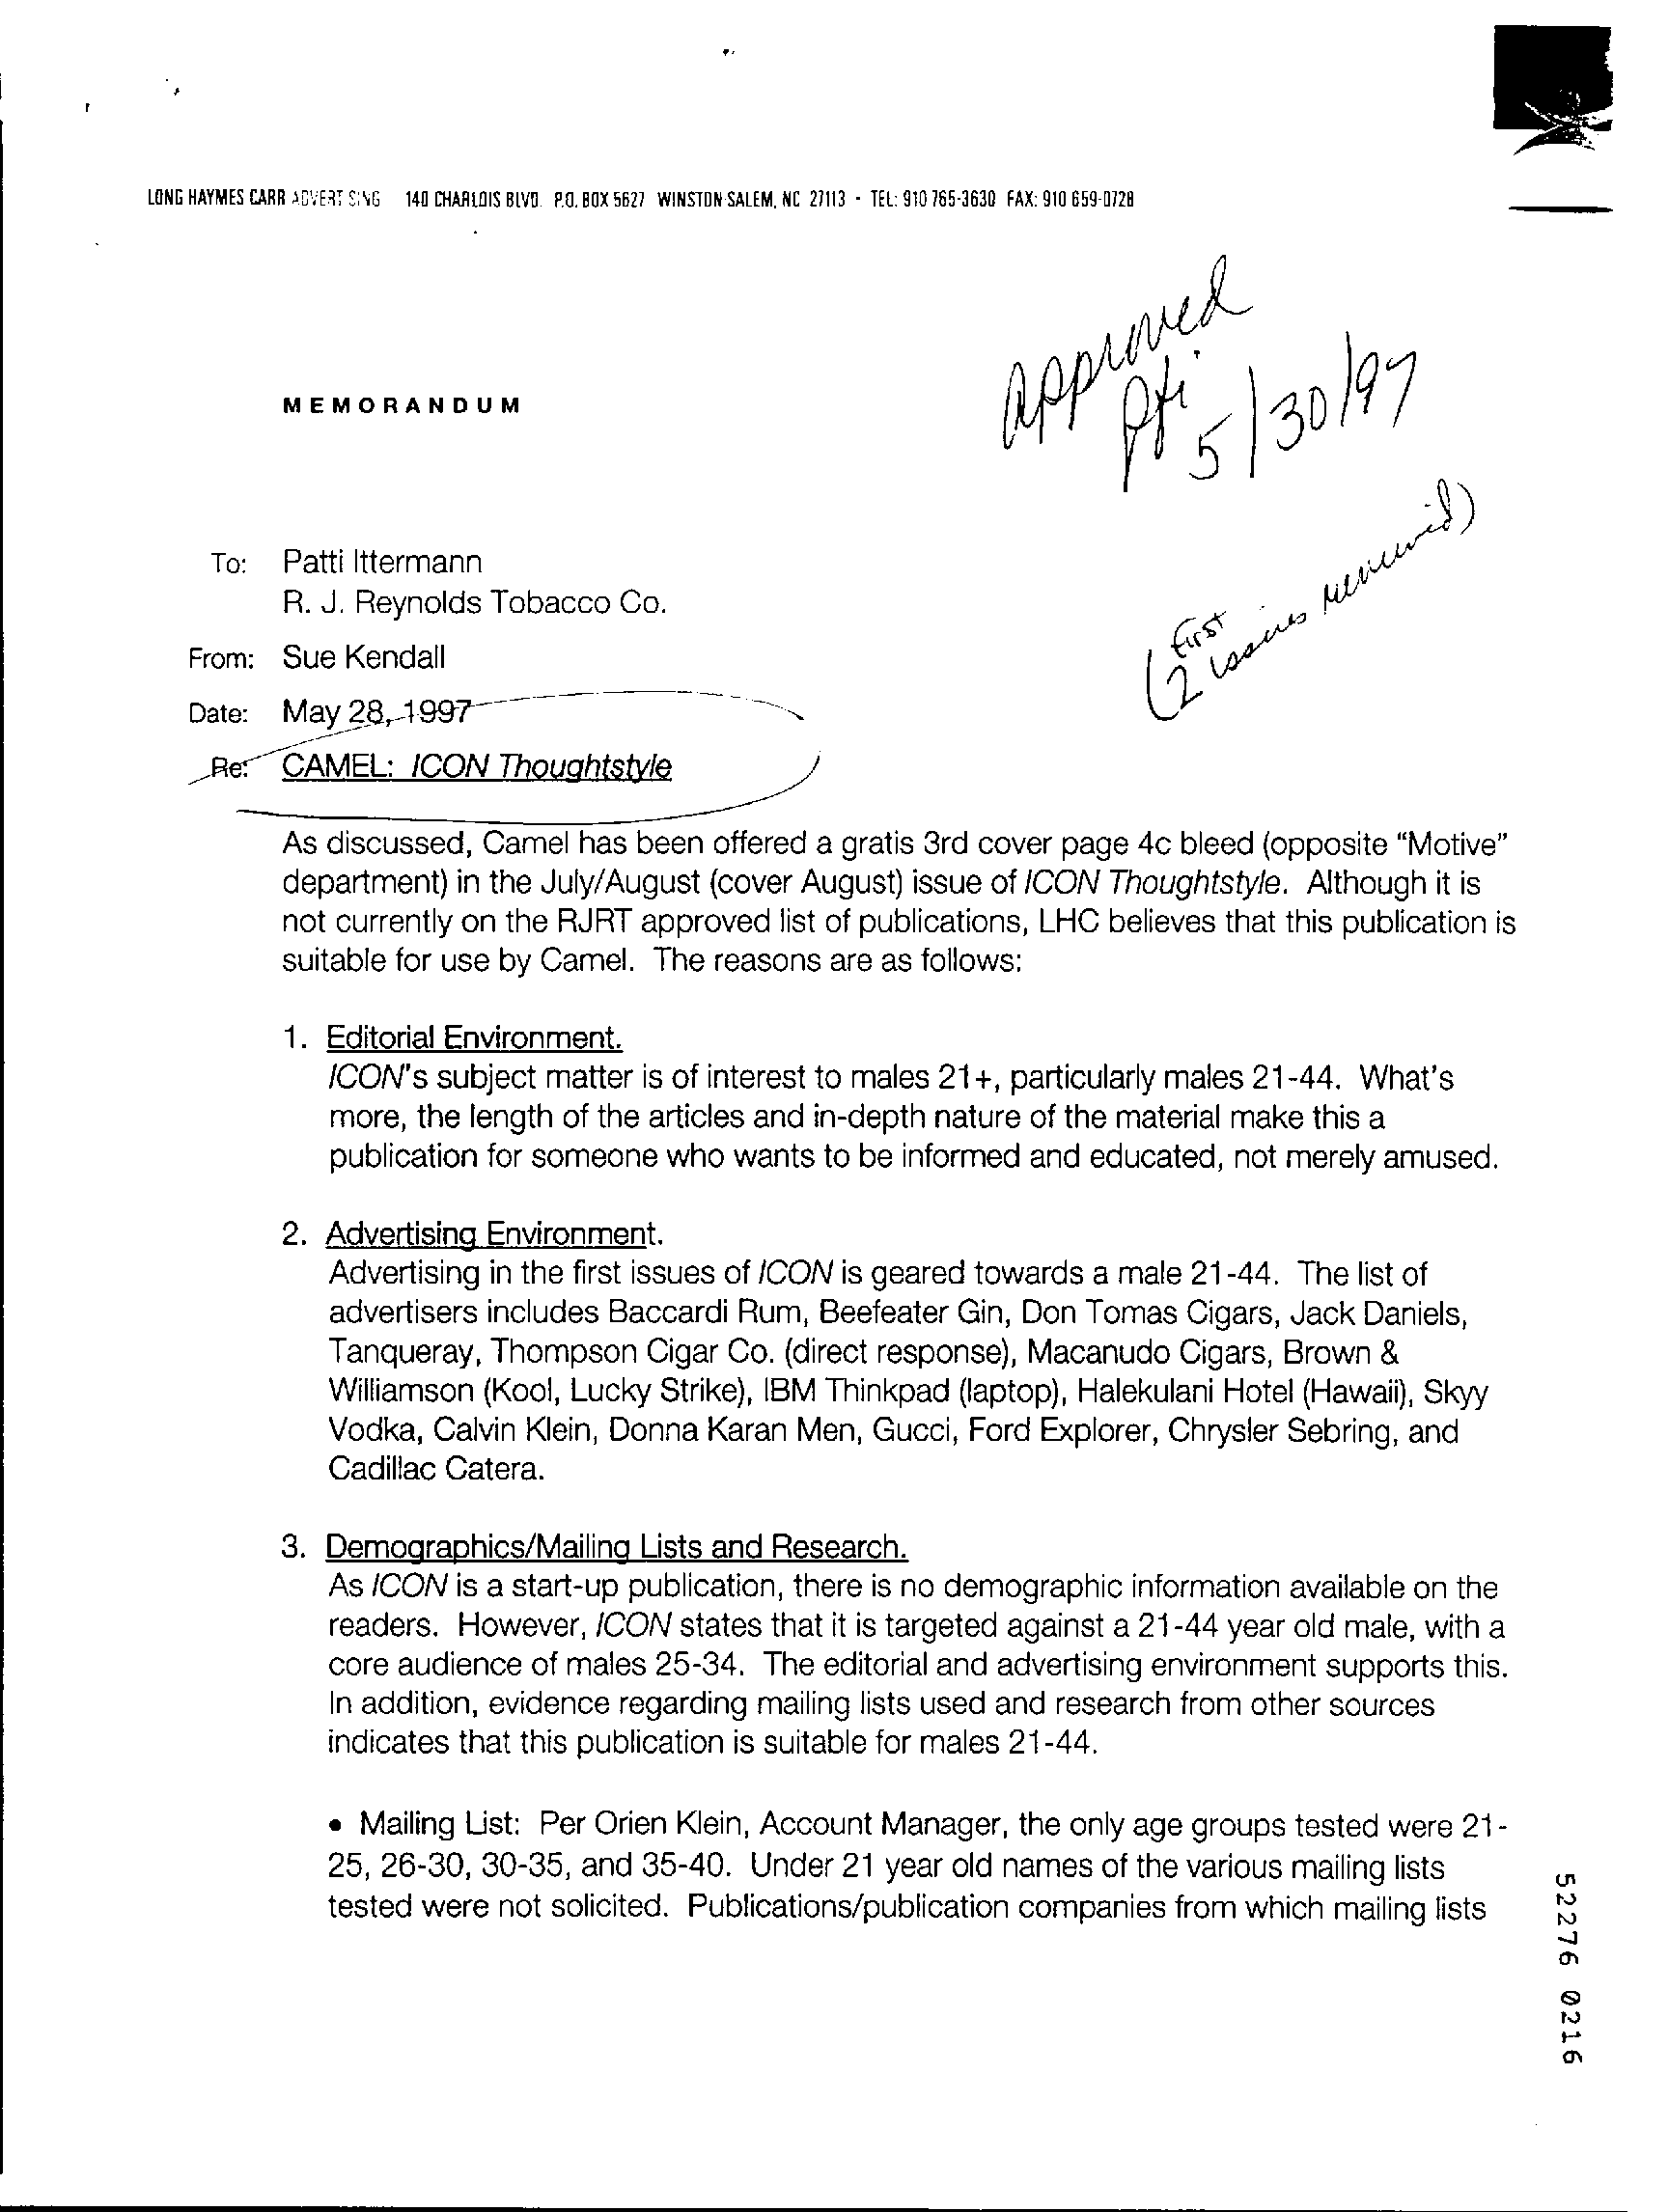 LONG HAYMES CARR ADVERTISING 140 CHARLOIS BLVD. P.O. BOX 5627 WINSTON-SALEM, NC 27113 - TEL: 910 765-3630 FAX: 910 659-0728
approved
pfi 5/30/97
MEMORANDUM
(First
2 issues reviewed)
To: Patti Ittermann
R. J. Reynolds Tobacco Co.
From: Sue Kendall
Date: May 28, 1997
Re: CAMEL: ICON Thoughtstyle
As discussed, Camel has been offered a gratis 3rd cover page 4c bleed (opposite “Motive”
department) in the July/August (cover August) issue of ICON Thoughtstyle. Although it is
not currently on the RJRT approved list of publications, LHC believes that this publication is
suitable for use by Camel. The reasons are as follows:
1. Editorial Environment.
ICON's subject matter is of interest to males 21+, particularly males 21-44. What's
more, the length of the articles and in-depth nature of the material make this a
publication for someone who wants to be informed and educated, not merely amused.
2. Advertising Environment.
Advertising in the first issues of ICON is geared towards a male 21-44. The list of
advertisers includes Baccardi Rum, Beefeater Gin, Don Tomas Cigars, Jack Daniels,
Tanqueray, Thompson Cigar Co. (direct response), Macanudo Cigars, Brown &
Williamson (Kool, Lucky Strike), IBM Thinkpad (laptop), Halekulani Hotel (Hawaii), Skyy
Vodka, Calvin Klein, Donna Karan Men, Gucci, Ford Explorer, Chrysler Sebring, and
Cadillac Catera.
3. Demographics/Mailing Lists and Research.
As ICON is a start-up publication, there is no demographic information available on the
readers. However, ICON states that it is targeted against a 21-44 year old male, with a
core audience of males 25-34. The editorial and advertising environment supports this.
In addition, evidence regarding mailing lists used and research from other sources
indicates that this publication is suitable for males 21-44.
• Mailing List: Per Orien Klein, Account Manager, the only age groups tested were 21-
25, 26-30, 30-35, and 35-40. Under 21 year old names of the various mailing lists
tested were not solicited. Publications/publication companies from which mailing lists
52276 0216